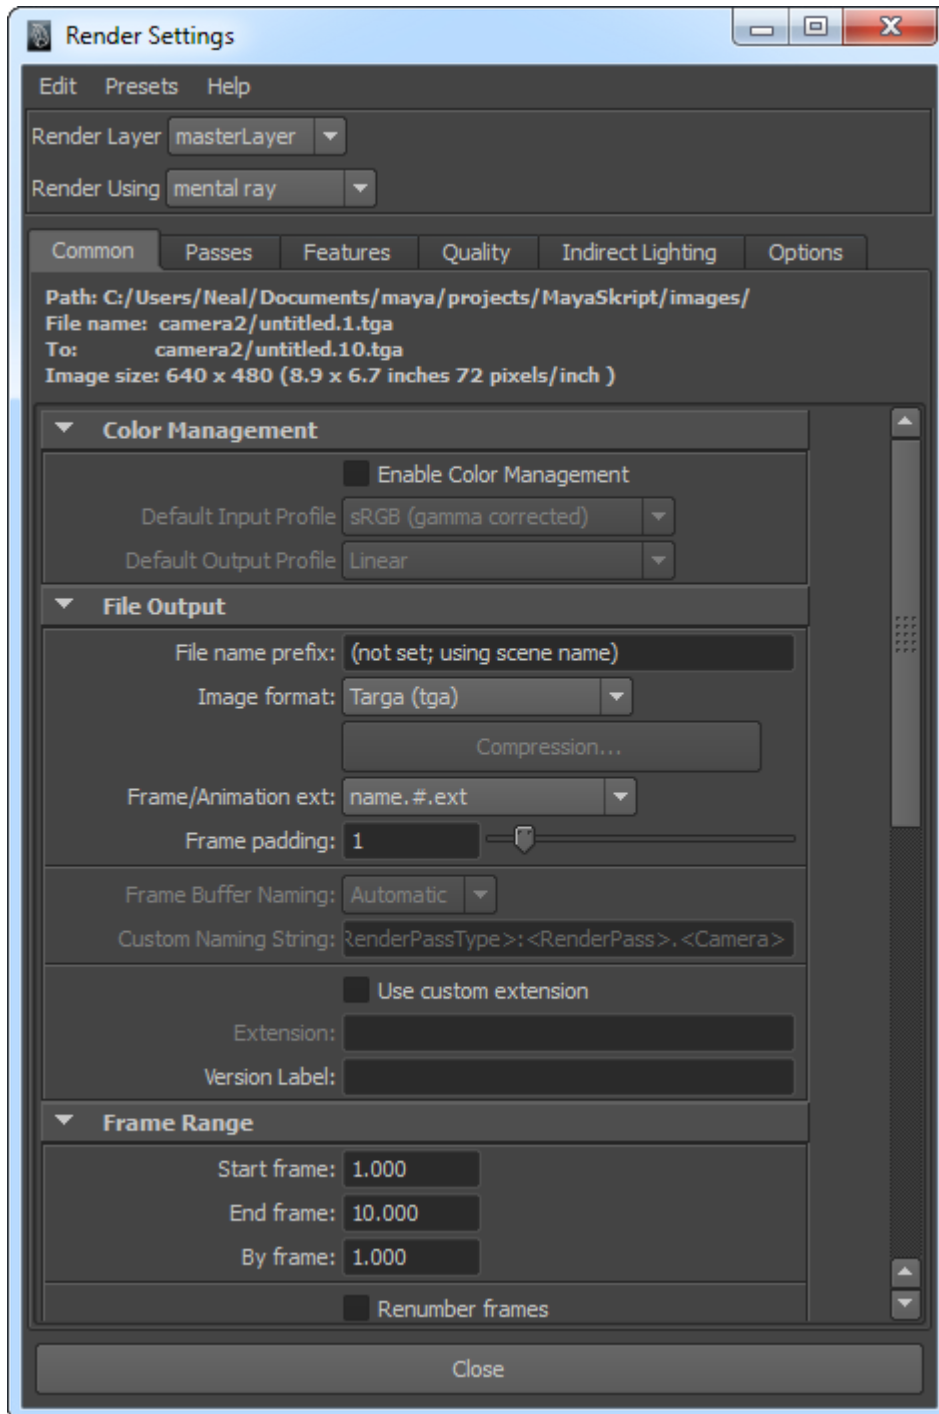 Render Settings
Edit Presets Help
Render Layer masterLayer
Render Using mental ray
Common Passes Features Quality Indirect Lighting Options
Path: C:/Users/Neal/Documents/maya/projects/MayaSkript/images/
File name: camera2/untitled.1.tga
To: camera2/untitled.10.tga
Image size: 640 x 480 (8.9 x 6.7 inches 72 pixels/inch )
Color Management
Enable Color Management
Default Input Profile sRGB (gamma corrected)
Default Output Profile Linear
File Output
File name prefix: (not set; using scene name)
Image format: Targa (tga)
Compression...
Frame/Animation ext: name.#.ext
Frame padding: 1
Frame Buffer Naming: Automatic
Custom Naming String: RenderPassType>:<RenderPass>.<Camera>
Use custom extension
Extension:
Version Label:
Frame Range
Start frame: 1.000
End frame: 10.000
By frame: 1.000
Renumber frames
Close